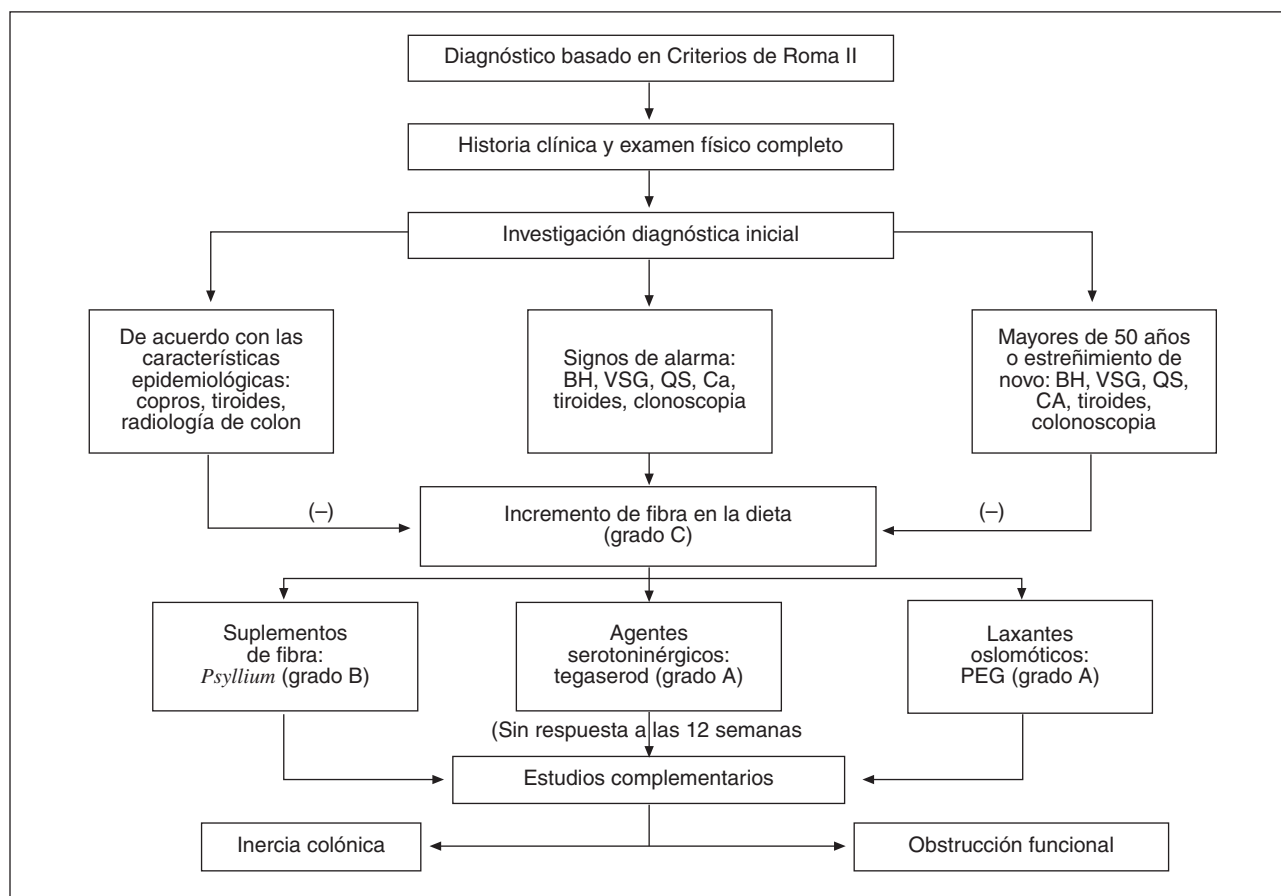 Diagnóstico basado en Criterios de Roma II
Historia clínica y examen físico completo
Investigación diagnóstica inicial
De acuerdo con las
características
epidemiológicas:
copros, tiroides,
radiología de colon
Signos de alarma:
BH, VSG, QS, Ca,
tiroides, clonoscopia
Mayores de 50 años
o estreñimiento de
novo: BH, VSG, QS,
CA, tiroides,
colonoscopia
(–)
Incremento de fibra en la dieta
(grado C)
(–)
Suplementos
de fibra:
Psyllium (grado B)
Agentes
serotoninérgicos:
tegaserod (grado A)
Laxantes
oslomóticos:
PEG (grado A)
(Sin respuesta a las 12 semanas
Estudios complementarios
Inercia colónica
Obstrucción funcional